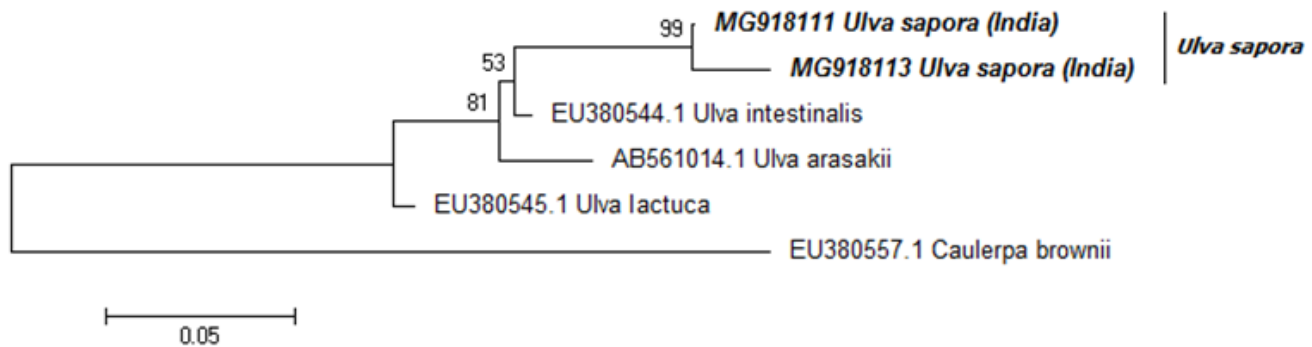 99
MG918111 Ulva sapora (India)
Ulva sapora
53
MG918113 Ulva sapora (India)
81
EU380544.1 Ulva intestinalis
AB561014.1 Ulva arasakii
EU380545.1 Ulva lactuca
EU380557.1 Caulerpa brownii
0.05